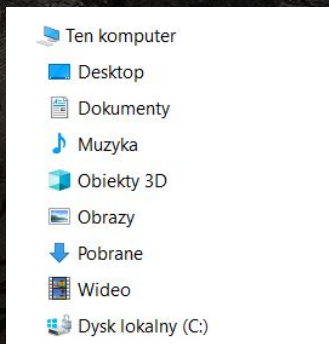 Ten komputer
Desktop
Dokumenty
Muzyka
Obiekty 3D
Obrazy
Pobrane
Wideo
Dysk lokalny (C:)